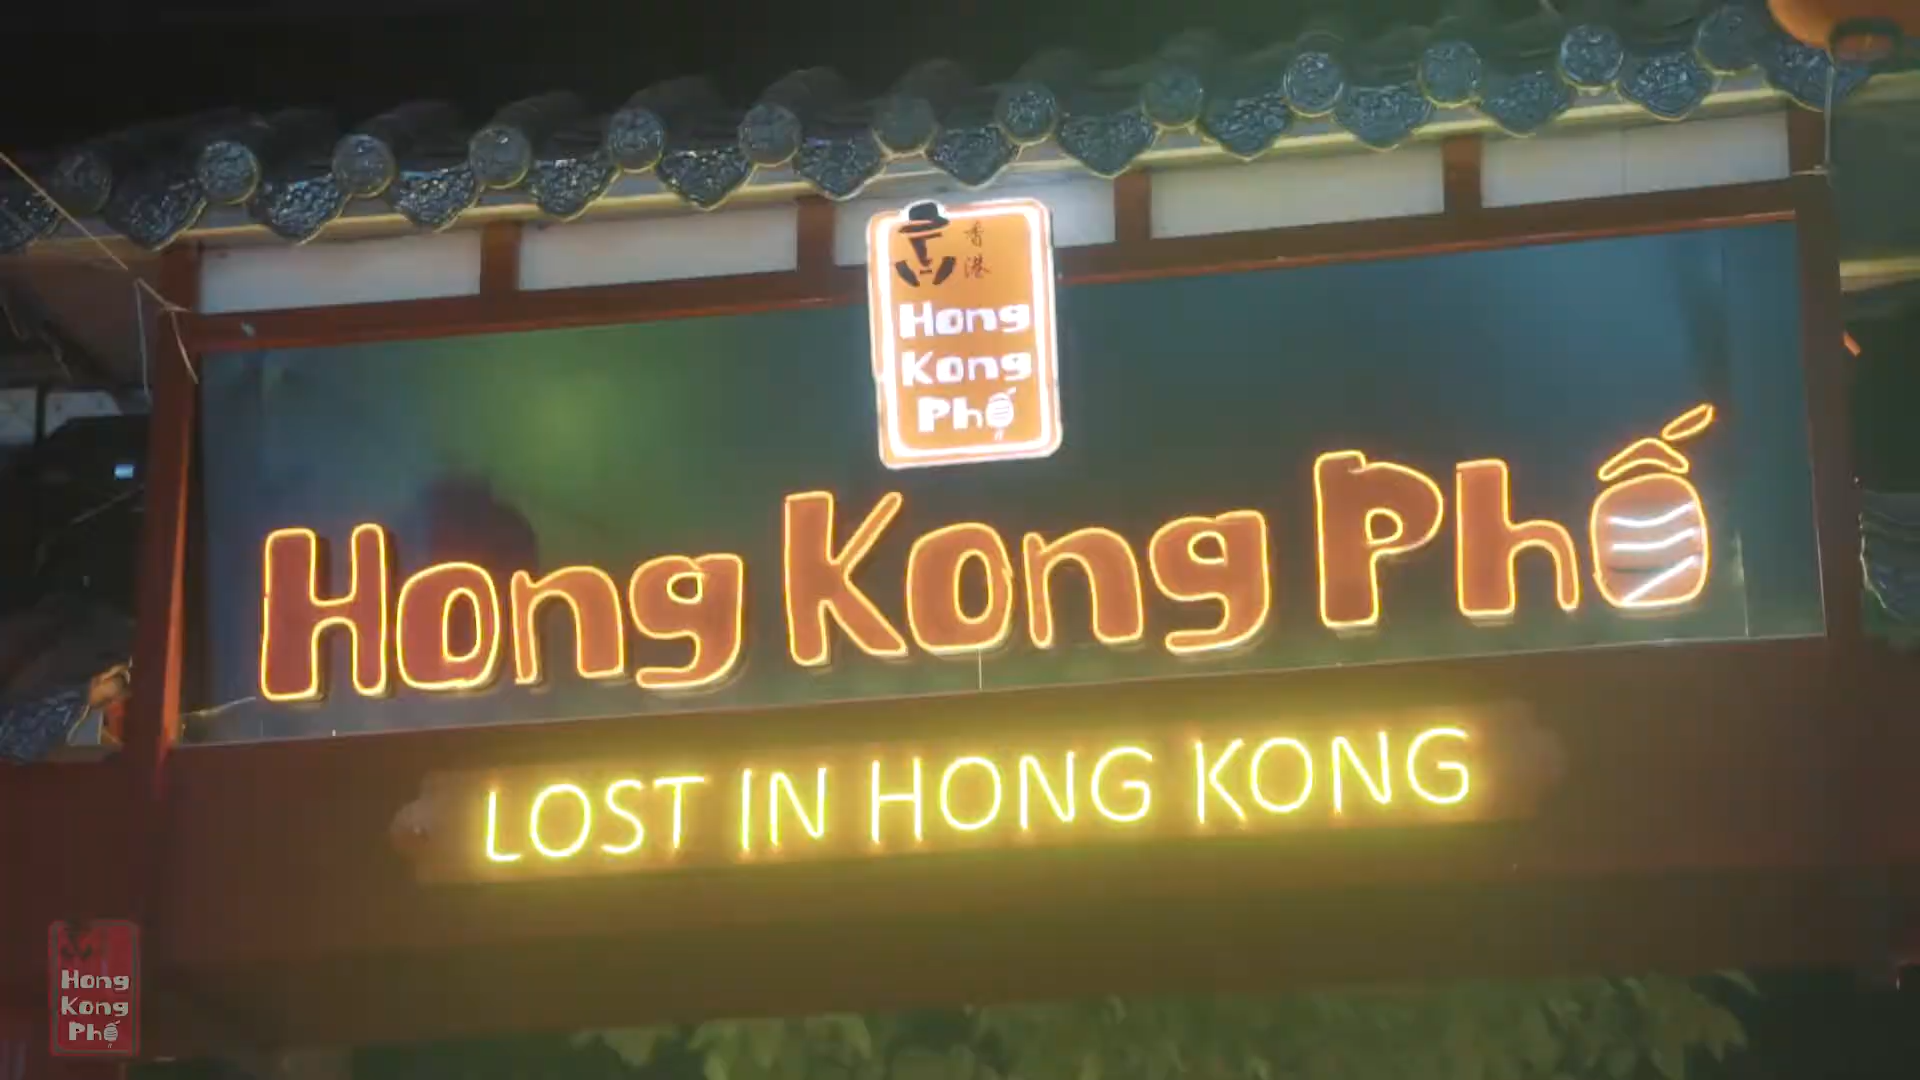 香
港
Hong
Kong
Phố
Hong Kong Phố
LOST IN HONG KONG
Hong
Kong
Phố